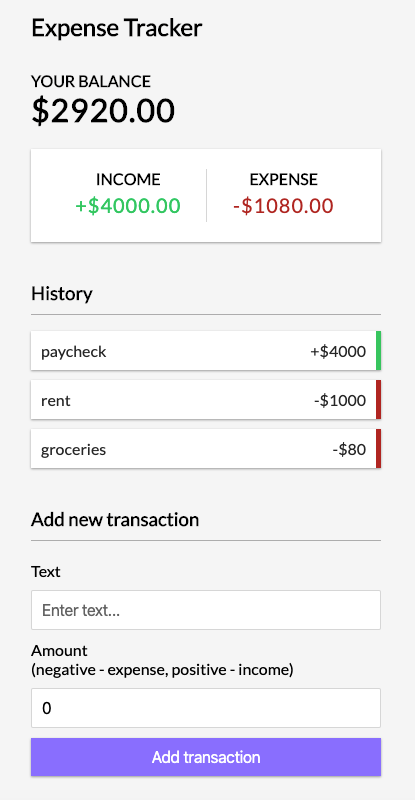 Expense Tracker
YOUR BALANCE
$2920.00
INCOME EXPENSE
+$4000.00 -$1080.00
History
paycheck +$4000
rent -$1000
groceries -$80
Add new transaction
Text
Enter text...
Amount
(negative - expense, positive - income)
0
Add transaction